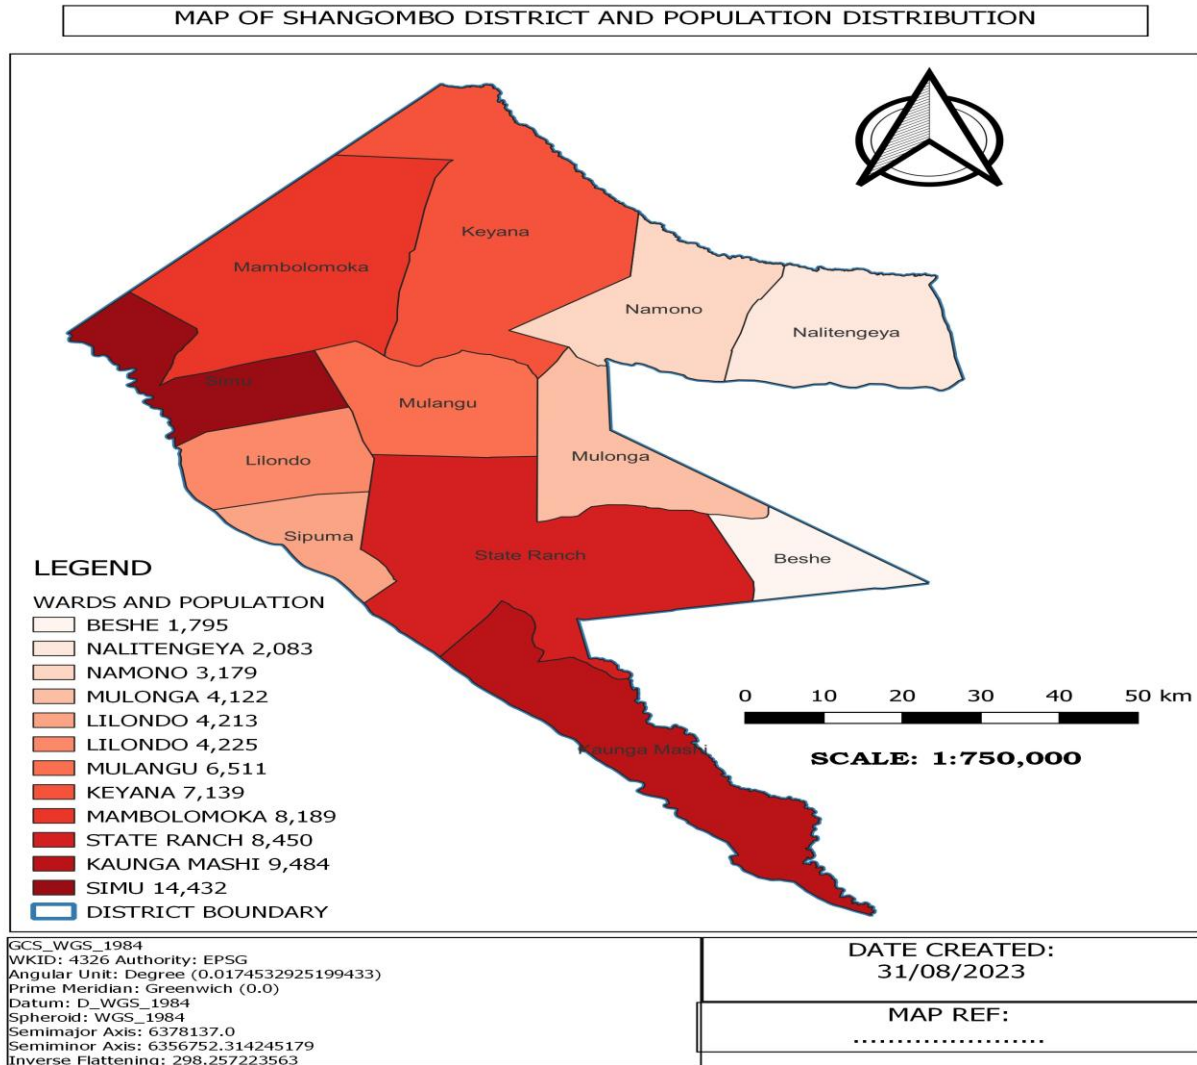 MAP OF SHANGOMBO DISTRICT AND POPULATION DISTRIBUTION
Keyana
Mambolomoka
Namono
Nalitengeya
Simu
Mulangu
Mulonga
Lilondo
Sipuma
State Ranch
Beshe
Kaunga Mashi
LEGEND
WARDS AND POPULATION
BESHE 1,795
NALITENGEYA 2,083
NAMONO 3,179
MULONGA 4,122
LILONDO 4,213
LILONDO 4,225
MULANGU 6,511
KEYANA 7,139
MAMBOLOMOKA 8,189
STATE RANCH 8,450
KAUNGA MASHI 9,484
SIMU 14,432
DISTRICT BOUNDARY
0 10 20 30 40 50 km
SCALE: 1:750,000
GCS_WGS_1984
WKID: 4326 Authority: EPSG
Angular Unit: Degree (0.0174532925199433)
Prime Meridian: Greenwich (0.0)
Datum: D_WGS_1984
Spheroid: WGS_1984
Semimajor Axis: 6378137.0
Semiminor Axis: 6356752.314245179
Inverse Flattening: 298.257223563
DATE CREATED:
31/08/2023
MAP REF:
......................